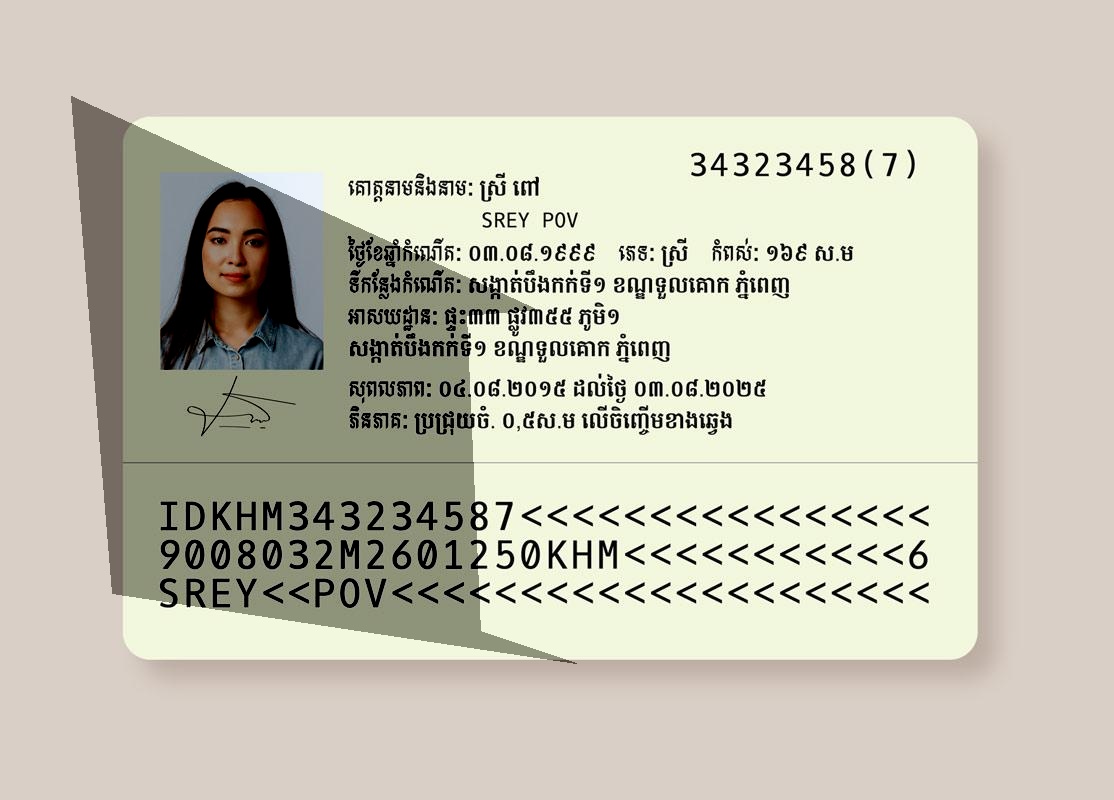 34323458(7)
គោត្តនាមនិងនាម: ស្រី ពៅ
SREY POV
ថ្ងៃខែឆ្នាំកំណើត: ០៣.០៨.១៩៩៩ ភេទ: ស្រី កំពស់: ១៦៩ ស.ម
ទីកន្លែងកំណើត: សង្កាត់បឹងកក់ទី១ ខណ្ឌទួលគោក ភ្នំពេញ
អាសយដ្ឋាន: ផ្ទះ៣៣ ផ្លូវ៣៥៥ ភូមិ១
សង្កាត់បឹងកក់ទី១ ខណ្ឌទួលគោក ភ្នំពេញ
សុពលភាព: ០៤.០៨.២០១៥ ដល់ថ្ងៃ ០៣.០៨.២០២៥
ភិនភាគ: ប្រជ្រុយចំ. ០,៥ស.ម លើចិញ្ចើមខាងឆ្វេង
IDKHM343234587<<<<<<<<<<<<<<<<
9008032M2601250KHM<<<<<<<<<<<6
SREY<<POV<<<<<<<<<<<<<<<<<<<<<